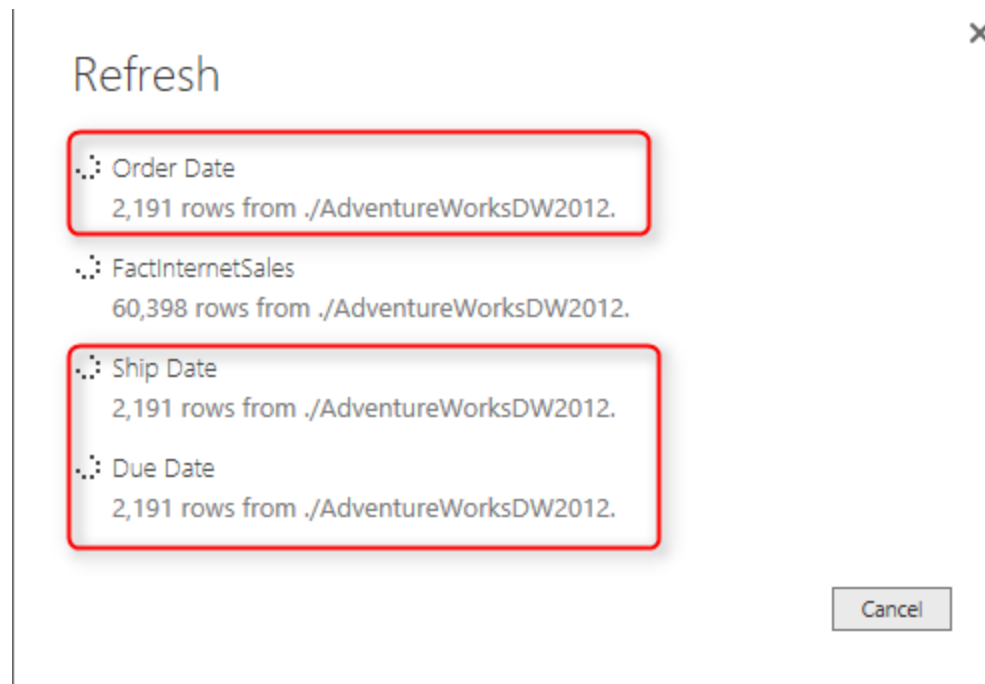 Refresh
Order Date
2,191 rows from ./AdventureWorksDW2012.
FactInternetSales
60,398 rows from ./AdventureWorksDW2012.
Ship Date
2,191 rows from ./AdventureWorksDW2012.
Due Date
2,191 rows from ./AdventureWorksDW2012.
Cancel